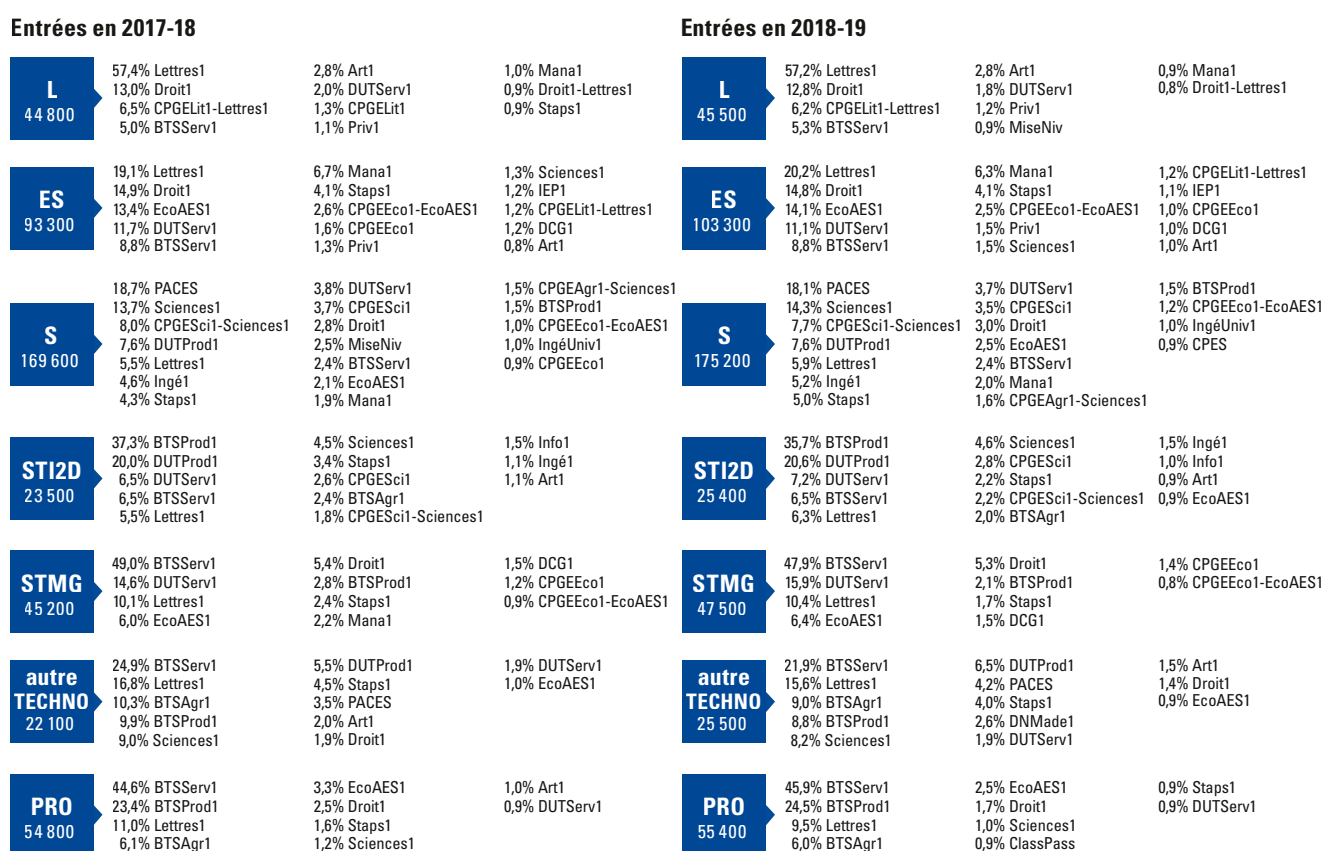 Entrées en 2017-18
L
44 800
57,4% Lettres1
13,0% Droit1
6,5% CPGELit1-Lettres1
5,0% BTSServ1
2,8% Art1
2,0% DUTServ1
1,3% CPGELit1
1,1% Priv1
1,0% Mana1
0,9% Droit1-Lettres1
0,9% Staps1
ES
93 300
19,1% Lettres1
14,9% Droit1
13,4% EcoAES1
11,7% DUTServ1
8,8% BTSServ1
6,7% Mana1
4,1% Staps1
2,6% CPGEEco1-EcoAES1
1,6% CPGEEco1
1,3% Priv1
1,3% Sciences1
1,2% IEP1
1,2% CPGELit1-Lettres1
1,2% DCG1
0,8% Art1
S
169 600
18,7% PACES
13,7% Sciences1
8,0% CPGESci1-Sciences1
7,6% DUTProd1
5,5% Lettres1
4,6% Ingé1
4,3% Staps1
3,8% DUTServ1
3,7% CPGESci1
2,8% Droit1
2,5% MiseNiv
2,4% BTSServ1
2,1% EcoAES1
1,9% Mana1
1,5% CPGEAgr1-Sciences1
1,5% BTSProd1
1,0% CPGEEco1-EcoAES1
1,0% IngéUniv1
0,9% CPGEEco1
STI2D
23 500
37,3% BTSProd1
20,0% DUTProd1
6,5% DUTServ1
6,5% BTSServ1
5,5% Lettres1
4,5% Sciences1
3,4% Staps1
2,6% CPGESci1
2,4% BTSAgr1
1,8% CPGESci1-Sciences1
1,5% Info1
1,1% Ingé1
1,1% Art1
STMG
45 200
49,0% BTSServ1
14,6% DUTServ1
10,1% Lettres1
6,0% EcoAES1
5,4% Droit1
2,8% BTSProd1
2,4% Staps1
2,2% Mana1
1,5% DCG1
1,2% CPGEEco1
0,9% CPGEEco1-EcoAES1
autre
TECHNO
22 100
24,9% BTSServ1
16,8% Lettres1
10,3% BTSAgr1
9,9% BTSProd1
9,0% Sciences1
5,5% DUTProd1
4,5% Staps1
3,5% PACES
2,0% Art1
1,9% Droit1
1,9% DUTServ1
1,0% EcoAES1
PRO
54 800
44,6% BTSServ1
23,4% BTSProd1
11,0% Lettres1
6,1% BTSAgr1
3,3% EcoAES1
2,5% Droit1
1,6% Staps1
1,2% Sciences1
1,0% Art1
0,9% DUTServ1
Entrées en 2018-19
L
45 500
57,2% Lettres1
12,8% Droit1
6,2% CPGELit1-Lettres1
5,3% BTSServ1
2,8% Art1
1,8% DUTServ1
1,2% Priv1
0,9% MiseNiv
0,9% Mana1
0,8% Droit1-Lettres1
ES
103 300
20,2% Lettres1
14,8% Droit1
14,1% EcoAES1
11,1% DUTServ1
8,8% BTSServ1
6,3% Mana1
4,1% Staps1
2,5% CPGEEco1-EcoAES1
1,5% Priv1
1,5% Sciences1
1,2% CPGELit1-Lettres1
1,1% IEP1
1,0% CPGEEco1
1,0% DCG1
1,0% Art1
S
175 200
18,1% PACES
14,3% Sciences1
7,7% CPGESci1-Sciences1
7,6% DUTProd1
5,9% Lettres1
5,2% Ingé1
5,0% Staps1
3,7% DUTServ1
3,5% CPGESci1
3,0% Droit1
2,5% EcoAES1
2,4% BTSServ1
2,0% Mana1
1,6% CPGEAgr1-Sciences1
1,5% BTSProd1
1,2% CPGEEco1-EcoAES1
1,0% IngéUniv1
0,9% CPES
STI2D
25 400
35,7% BTSProd1
20,6% DUTProd1
7,2% DUTServ1
6,5% BTSServ1
6,3% Lettres1
4,6% Sciences1
2,8% CPGESci1
2,2% Staps1
2,2% CPGESci1-Sciences1
2,0% BTSAgr1
1,5% Ingé1
1,0% Info1
0,9% Art1
0,9% EcoAES1
STMG
47 500
47,9% BTSServ1
15,9% DUTServ1
10,4% Lettres1
6,4% EcoAES1
5,3% Droit1
2,1% BTSProd1
1,7% Staps1
1,5% DCG1
1,4% CPGEEco1
0,8% CPGEEco1-EcoAES1
autre
TECHNO
25 500
21,9% BTSServ1
15,6% Lettres1
9,0% BTSAgr1
8,8% BTSProd1
8,2% Sciences1
6,5% DUTProd1
4,2% PACES
4,0% Staps1
2,6% DNMade1
1,9% DUTServ1
1,5% Art1
1,4% Droit1
0,9% EcoAES1
PRO
55 400
45,9% BTSServ1
24,5% BTSProd1
9,5% Lettres1
6,0% BTSAgr1
2,5% EcoAES1
1,7% Droit1
1,0% Sciences1
0,9% ClassPass
0,9% Staps1
0,9% DUTServ1